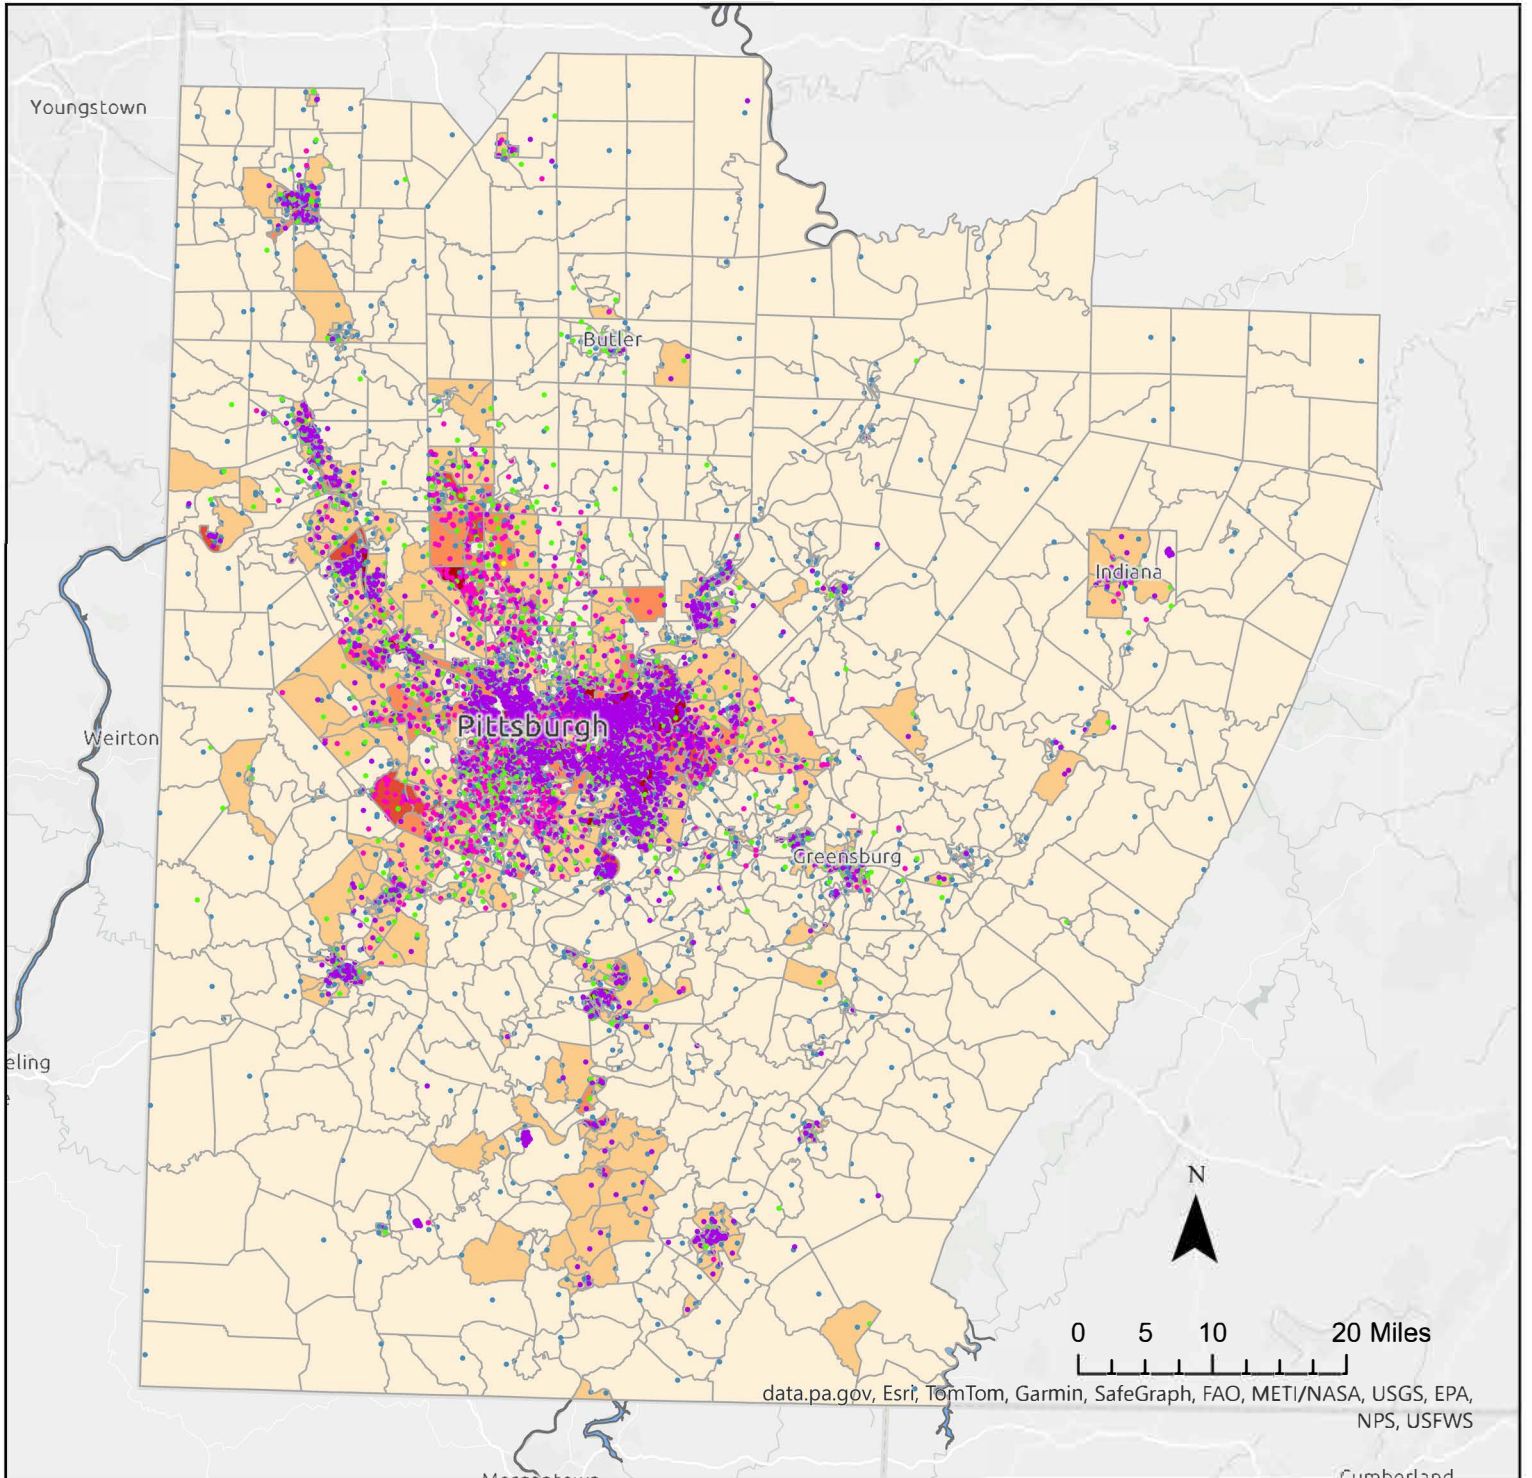 Youngstown
Butler
Indiana
Pittsburgh
Weirton
Greensburg
eling
N
0 5 10 20 Miles
data.pa.gov, Esri, TomTom, Garmin, SafeGraph, FAO, METI/NASA, USGS, EPA,
NPS, USFWS